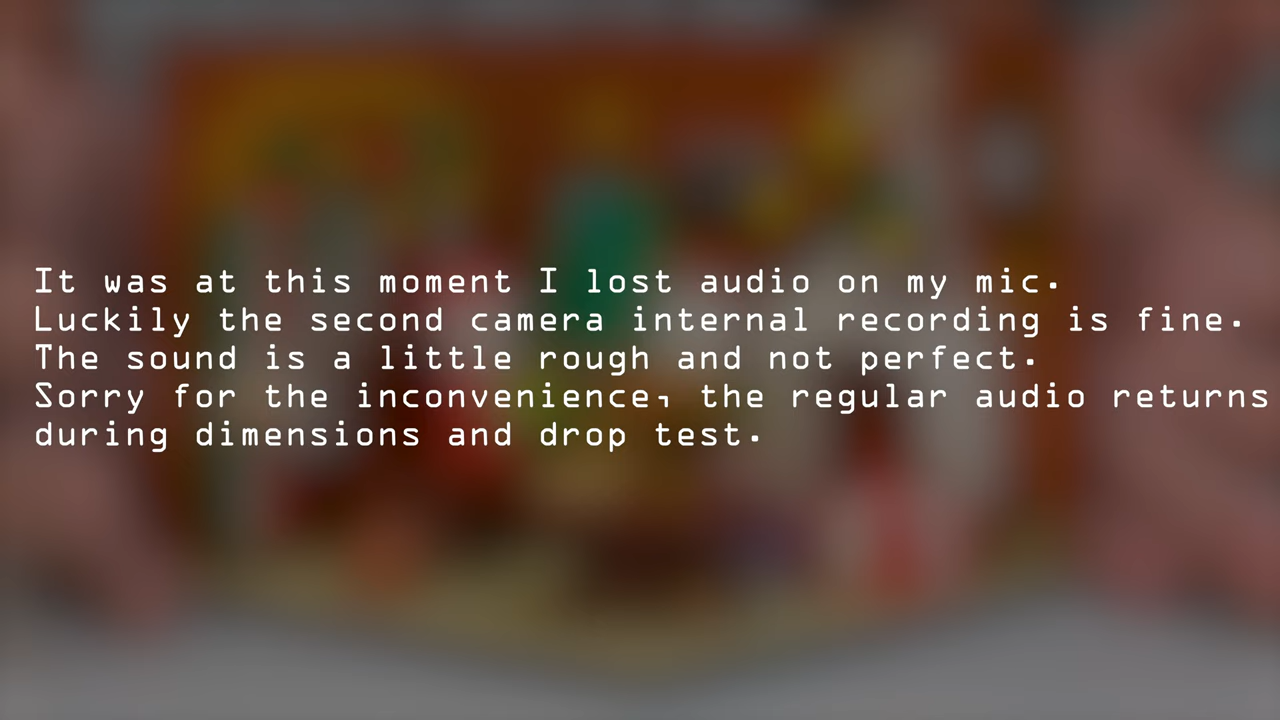 It was at this moment I lost audio on my mic.
Luckily the second camera internal recording is fine.
The sound is a little rough and not perfect.
Sorry for the inconvenience, the regular audio returns
during dimensions and drop test.